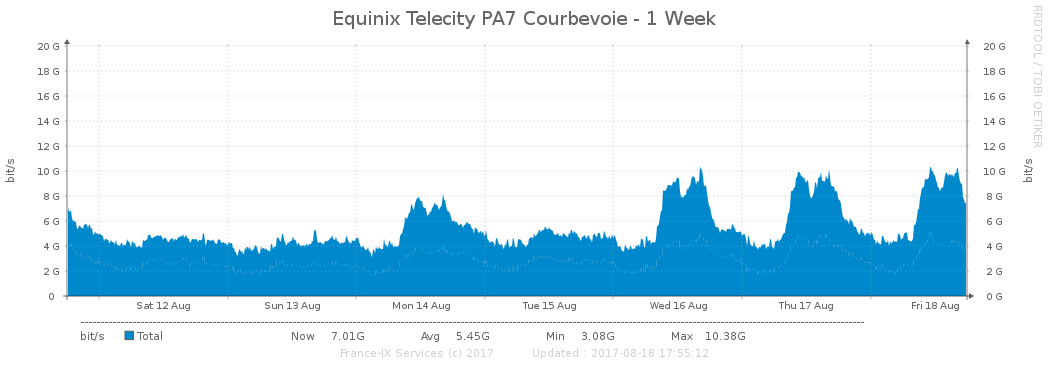 Equinix Telecity PA7 Courbevoie - 1 Week
RRDTOOL / TOBI OETIKER
bit/s
20 G 20 G
18 G 18 G
16 G 16 G
14 G 14 G
12 G 12 G
10 G 10 G
8 G 8 G
6 G 6 G
4 G 4 G
2 G 2 G
0 0 G
bit/s
Sat 12 Aug Sun 13 Aug Mon 14 Aug Tue 15 Aug Wed 16 Aug Thu 17 Aug Fri 18 Aug
bit/s Total Now 7.01G Avg 5.45G Min 3.08G Max 10.38G
France-IX Services (c) 2017 Updated : 2017-08-18 17:55:12